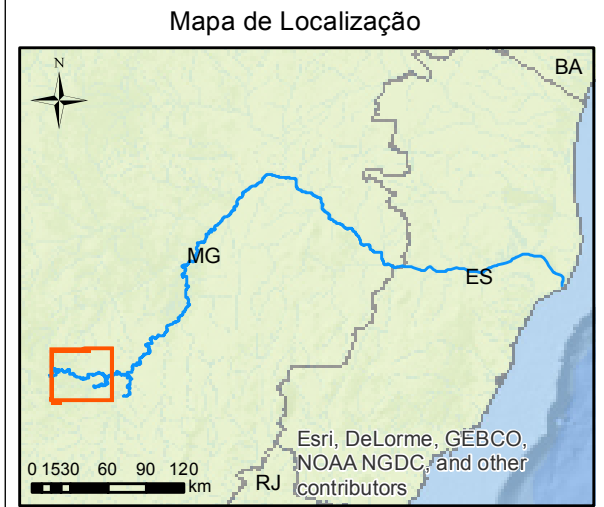 Mapa de Localização
N
BA
MG
ES
Esri, DeLorme, GEBCO,
NOAA NGDC, and other
contributors
RJ
0 1530 60 90 120
km